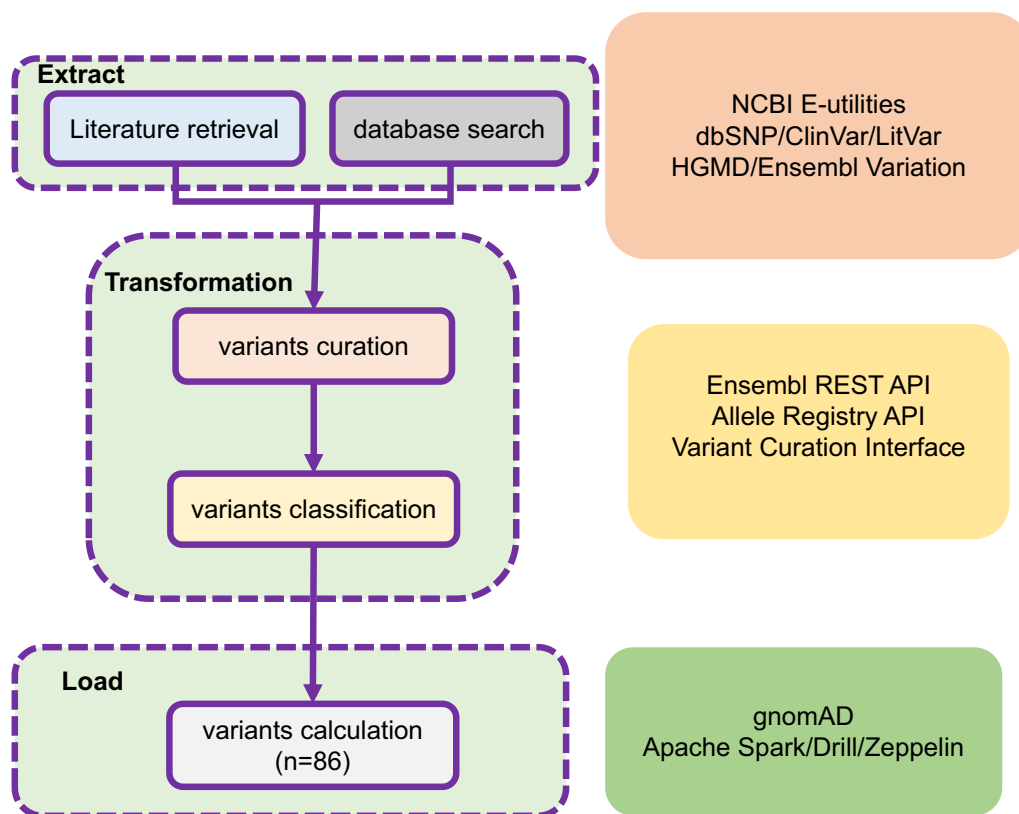 Extract
Literature retrieval
database search
NCBI E-utilities
dbSNP/ClinVar/LitVar
HGMD/Ensembl Variation
Transformation
variants curation
variants classification
Ensembl REST API
Allele Registry API
Variant Curation Interface
Load
variants calculation
(n=86)
gnomAD
Apache Spark/Drill/Zeppelin